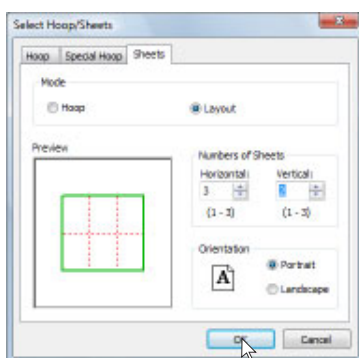 Select Hoop/Sheets
Hoop Special Hoop Sheets
Mode
Hoop Layout
Preview
Numbers of Sheets
Horizontal: Vertical:
3 2
(1 - 3) (1 - 3)
Orientation
A Portrait
Landscape
OK Cancel